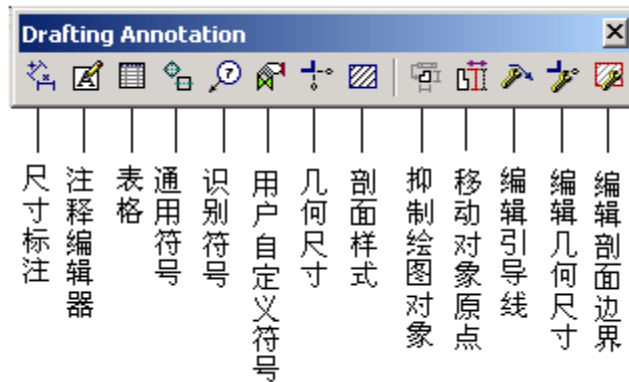 Drafting Annotation
尺寸标注
注释编辑器
表格
通用符号
识别符号
用户自定义符号
几何尺寸
剖面样式
抑制绘图对象
移动对象原点
编辑引导线
编辑几何尺寸
编辑剖面边界